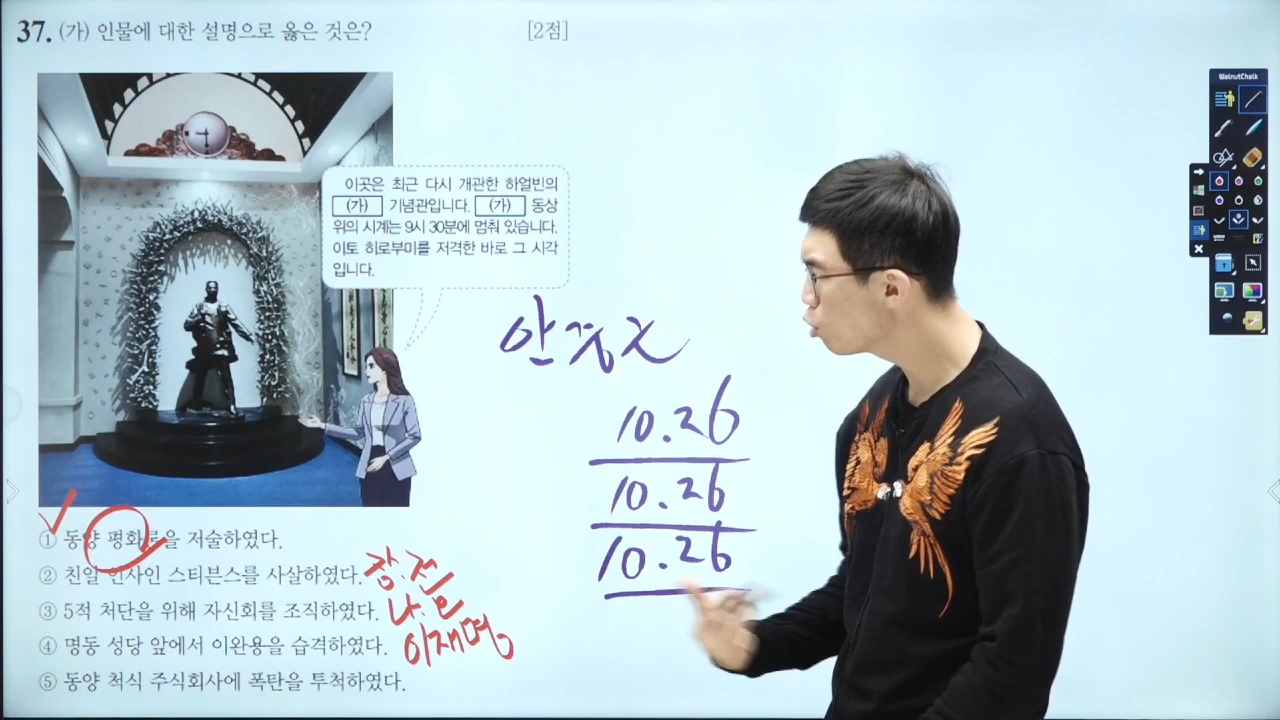 37. (가) 인물에 대한 설명으로 옳은 것은? [2점]
이곳은 최근 다시 개관한 하얼빈의
(가) 기념관입니다. (가) 동상
위의 시계는 9시 30분에 멈춰 있습니다.
이토 히로부미를 저격한 바로 그 시각
입니다.
① 동양 평화론을 저술하였다.
② 친일 인사인 스티븐스를 사살하였다.
③ 5적 처단을 위해 자신회를 조직하였다.
④ 명동 성당 앞에서 이완용을 습격하였다.
⑤ 동양 척식 주식회사에 폭탄을 투척하였다.
장.전
나.
이재명
안중근
10.26
10.26
10.26
WalnutChalk